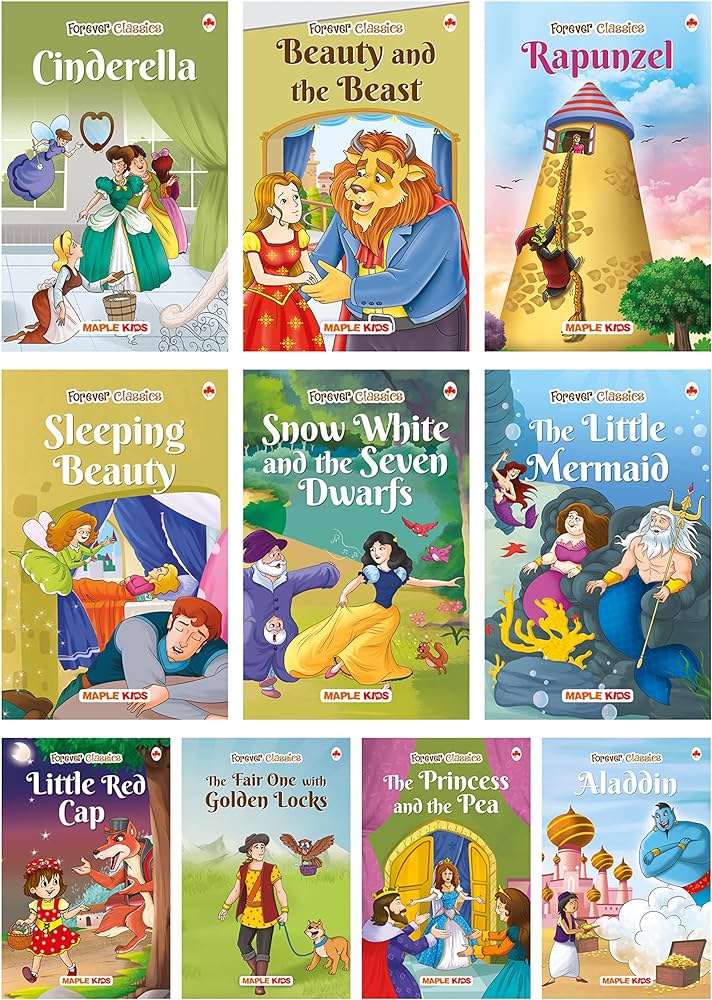 Forever Classics
Cinderella
MAPLE KIDS
Forever Classics
Beauty and
the Beast
MAPLE KIDS
Forever Classics
Rapunzel
MAPLE KIDS
Forever Classics
Sleeping
Beauty
MAPLE KIDS
Forever Classics
Snow White
and the Seven
Dwarfs
MAPLE KIDS
Forever Classics
The Little
Mermaid
MAPLE KIDS
Forever Classics
Little Red
Cap
MAPLE KIDS
Forever Classics
The Fair One with
Golden Locks
MAPLE KIDS
Forever Classics
The Princess
and the Pea
MAPLE KIDS
Forever Classics
Aladdin
MAPLE KIDS